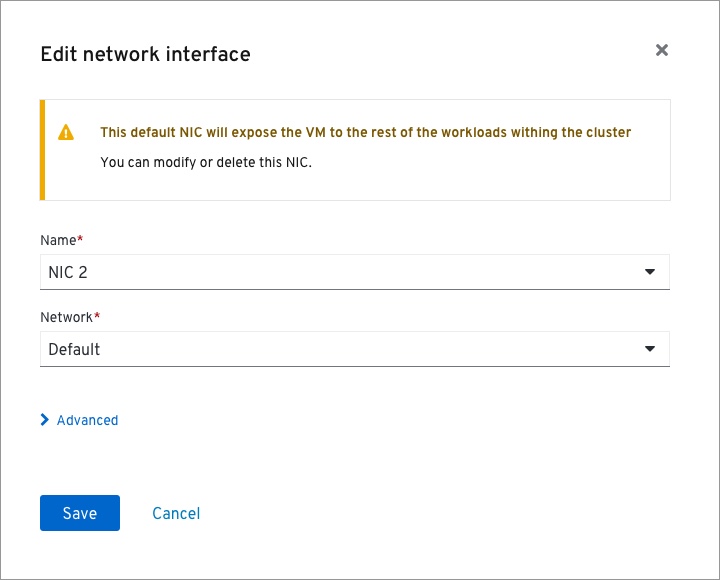 Edit network interface
This default NIC will expose the VM to the rest of the workloads withing the cluster
You can modify or delete this NIC.
Name*
NIC 2
Network*
Default
Advanced
Save Cancel